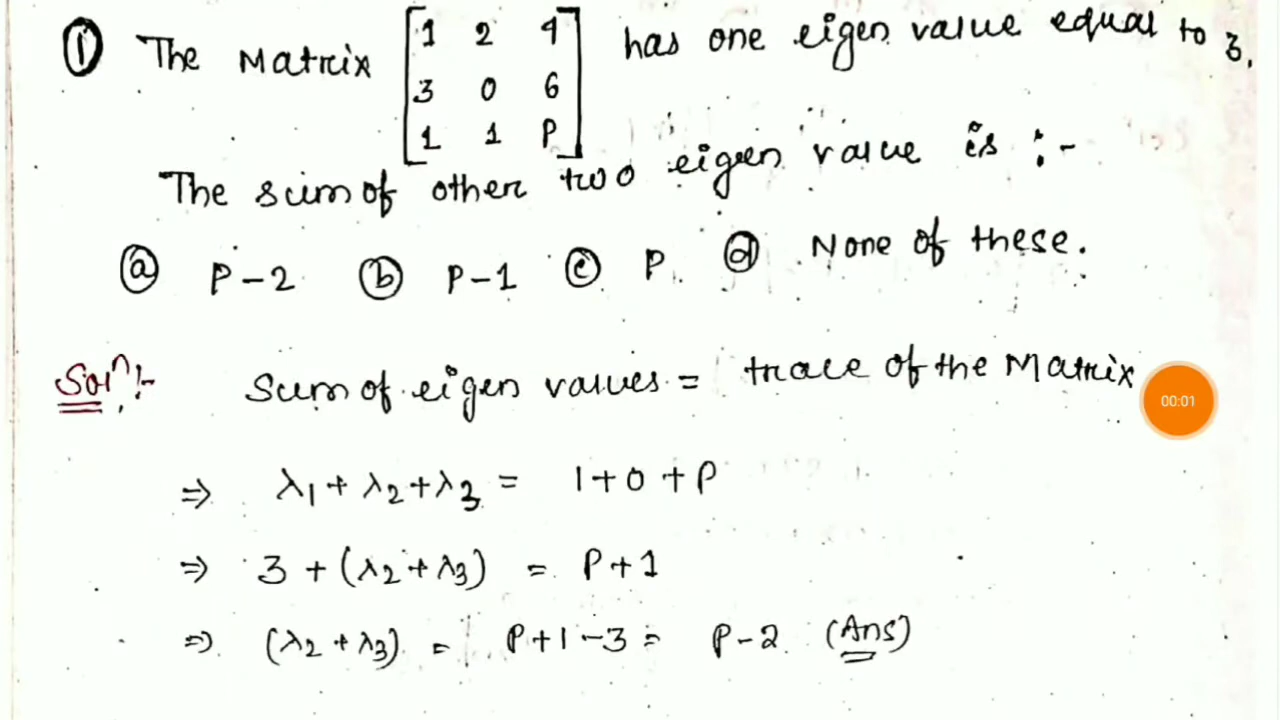 ① The Matrix [1 2 4 has one eigen value equal to 3.
3 0 6
1 1 P]
The sum of other two eigen value is :-
ⓐ P-2 ⓑ P-1 ⓒ P. ⓓ None of these.
Solⁿ:- Sum of eigen values = trace of the Matrix
00:01
⇒ λ1 + λ2 + λ3 = 1+0+P
⇒ 3 + (λ2+λ3) = P+1
⇒ (λ2+λ3) = P+1-3 = P-2 (Ans)